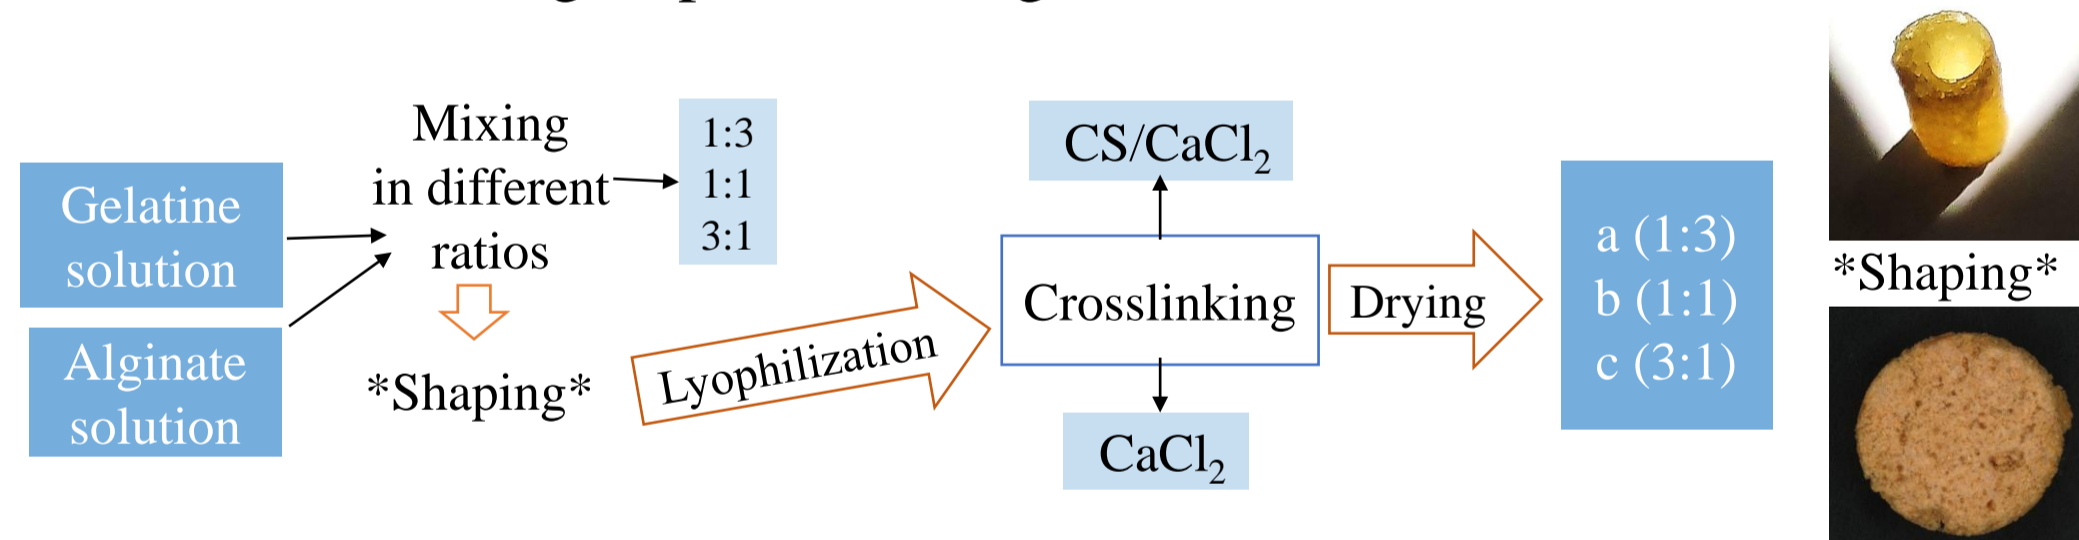 Gelatine
solution
Alginate
solution
Mixing
in different
ratios
1:3
1:1
3:1
*Shaping*
Lyophilization
CS/CaCl₂
Crosslinking
CaCl₂
Drying
a (1:3)
b (1:1)
c (3:1)
*Shaping*